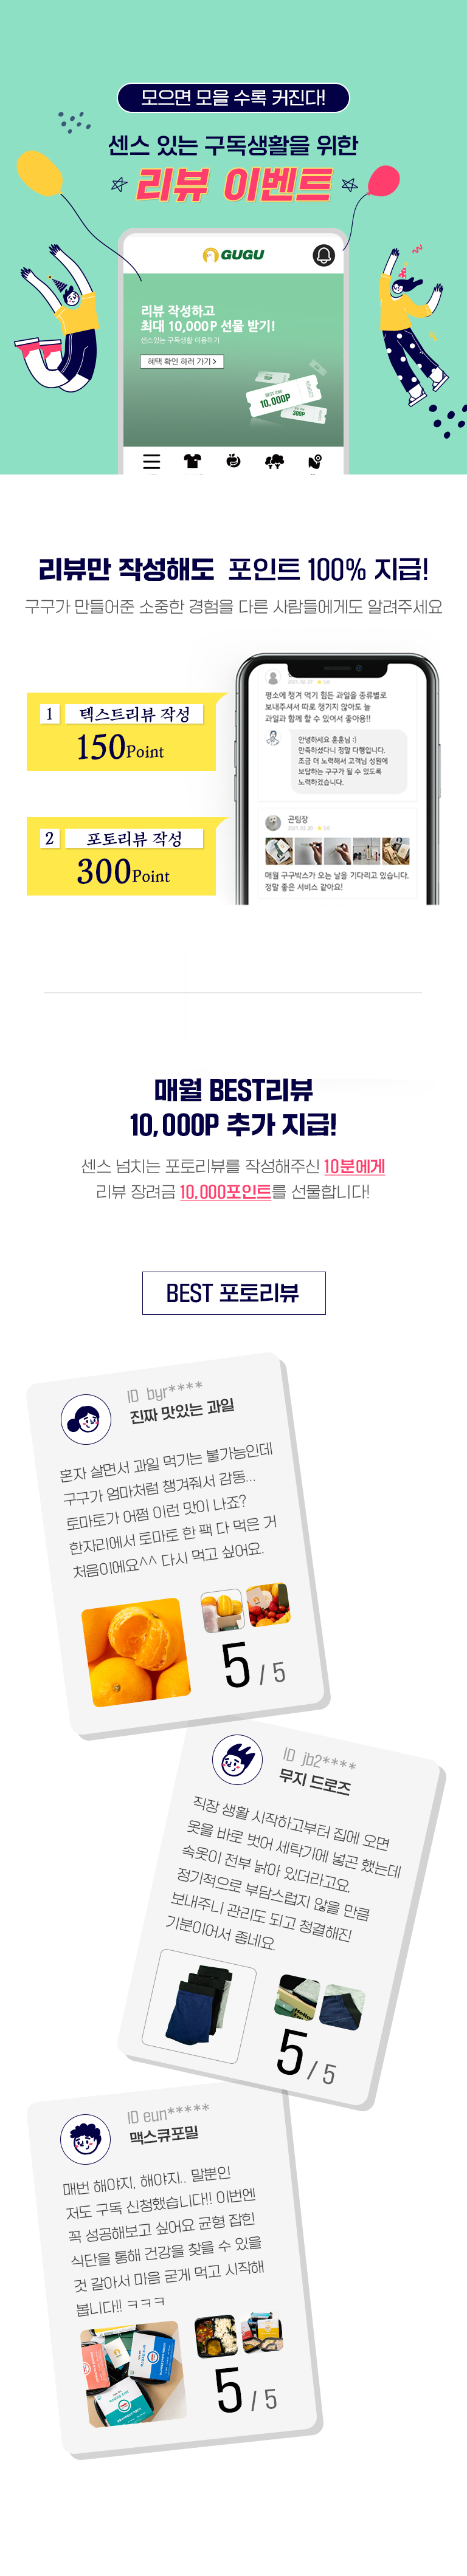 모으면 모을 수록 커진다!
센스 있는 구독생활을 위한
리뷰 이벤트
GUGU
리뷰 작성하고
최대 10,000P 선물 받기!
센스있는 구독생활 이용하기
혜택 확인 하러 가기 >
BEST 리뷰
10,000P
300P
리뷰만 작성해도 포인트 100% 지급!
구구가 만들어준 소중한 경험을 다른 사람들에게도 알려주세요
1 텍스트리뷰 작성
150Point
2 포토리뷰 작성
300Point
평소에 챙겨 먹기 힘든 과일을 종류별로
보내주셔서 따로 챙기지 않아도 늘
과일과 함께 할 수 있어서 좋아용!!
안녕하세요 훈훈님 :)
만족하셨다니 정말 다행입니다.
조금 더 노력해서 고객님 성원에
보답하는 구구가 될 수 있도록
노력하겠습니다.
곤팀장
2021.03.20 ★ 5.0
매월 구구박스가 오는 날을 기다리고 있습니다.
정말 좋은 서비스 같아요!
매월 BEST리뷰
10,000P 추가 지급!
센스 넘치는 포토리뷰를 작성해주신 10분에게
리뷰 장려금 10,000포인트를 선물합니다!
BEST 포토리뷰
ID byr****
진짜 맛있는 과일
혼자 살면서 과일 먹기는 불가능인데
구구가 엄마처럼 챙겨줘서 감동...
토마토가 어쩜 이런 맛이 나죠?
한자리에서 토마토 한 팩 다 먹은 거
처음이에요^^ 다시 먹고 싶어요.
5 / 5
ID jb2****
무지 드로즈
직장 생활 시작하고부터 집에 오면
옷을 바로 벗어 세탁기에 넣곤 했는데
속옷이 전부 낡아 있더라고요.
정기적으로 부담스럽지 않을 만큼
보내주니 관리도 되고 청결해진
기분이어서 좋네요.
5 / 5
ID eun*****
맥스큐포밀
매번 해야지, 해야지.. 말뿐인
저도 구독 신청했습니다!! 이번엔
꼭 성공해보고 싶어요 균형 잡힌
식단을 통해 건강을 찾을 수 있을
것 같아서 마음 굳게 먹고 시작해
봅니다!! ㅋㅋㅋ
5 / 5